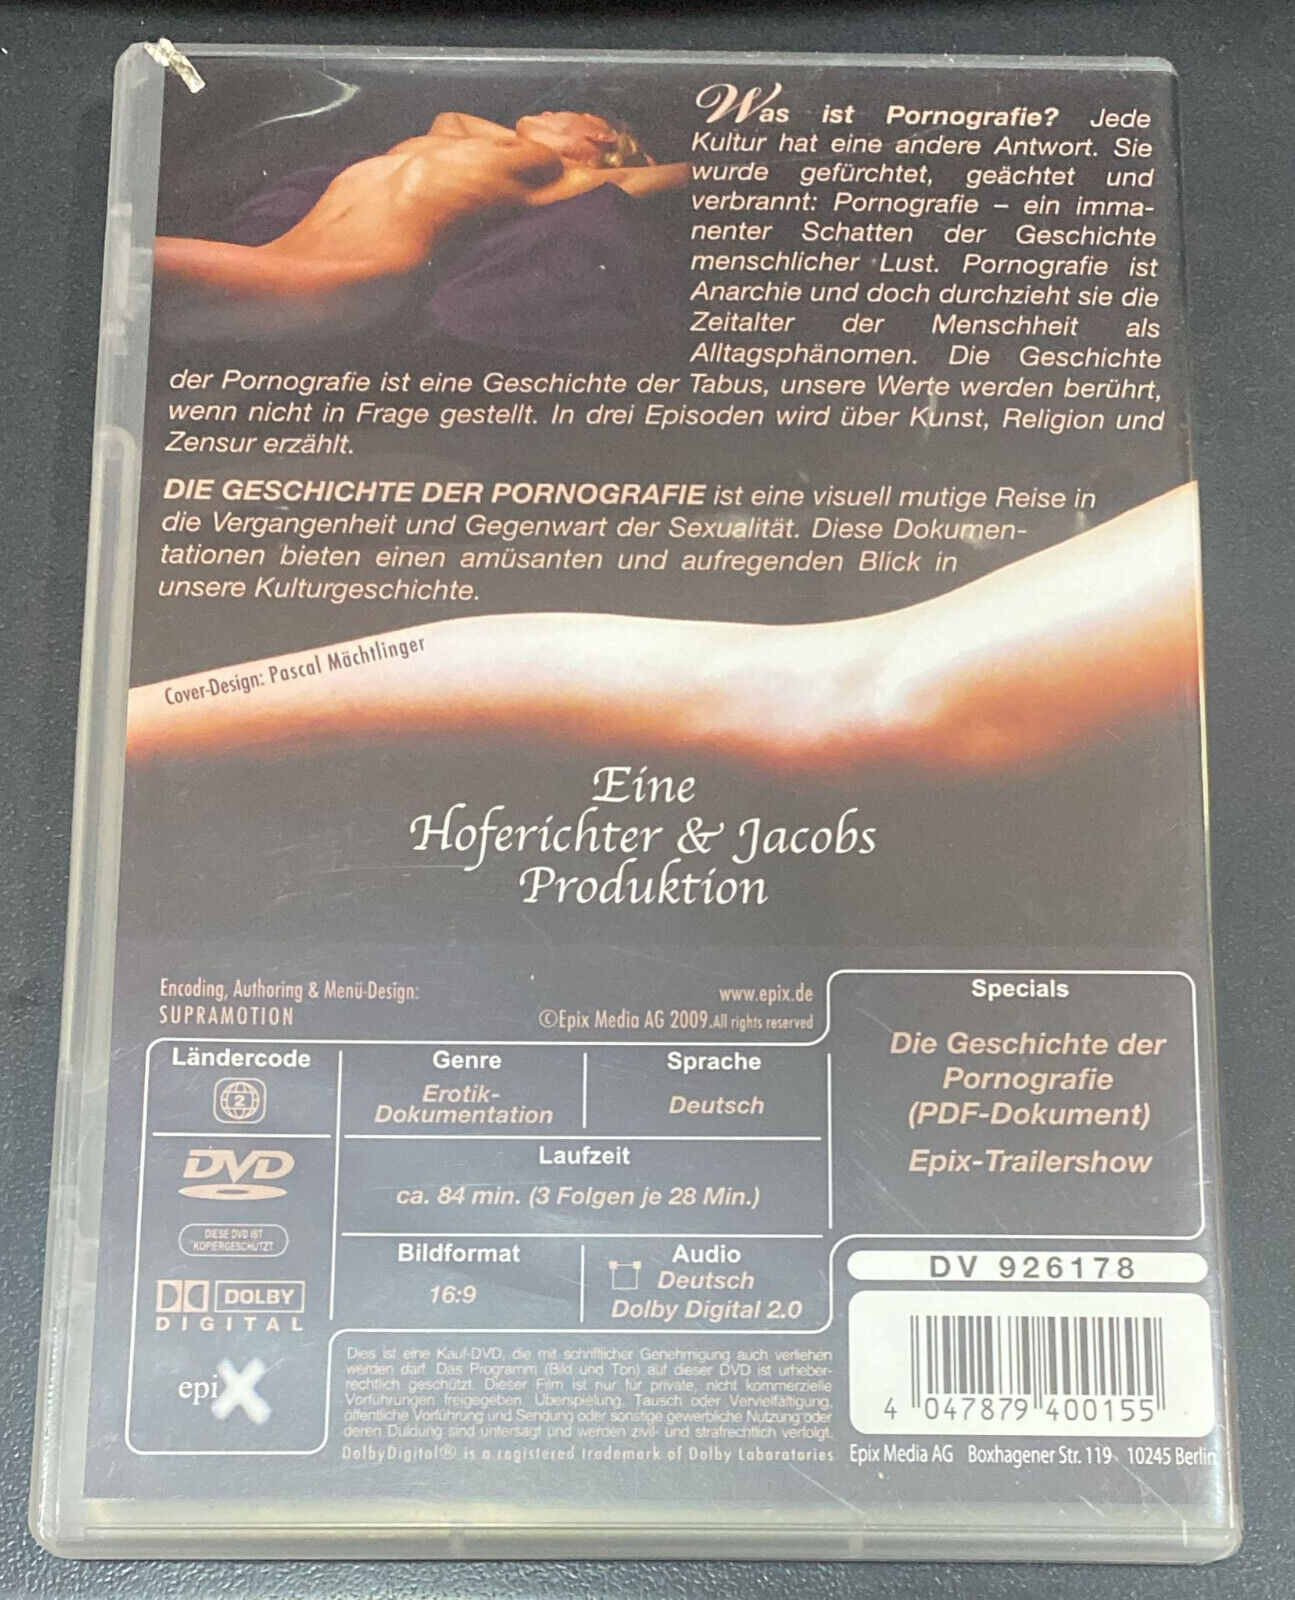 Was ist Pornografie? Jede
Kultur hat eine andere Antwort. Sie
wurde gefürchtet, geächtet und
verbrannt: Pornografie – ein imma-
nenter Schatten der Geschichte
menschlicher Lust. Pornografie ist
Anarchie und doch durchzieht sie die
Zeitalter der Menschheit als
Alltagsphänomen. Die Geschichte
der Pornografie ist eine Geschichte der Tabus, unsere Werte werden berührt,
wenn nicht in Frage gestellt. In drei Episoden wird über Kunst, Religion und
Zensur erzählt.
DIE GESCHICHTE DER PORNOGRAFIE ist eine visuell mutige Reise in
die Vergangenheit und Gegenwart der Sexualität. Diese Dokumen-
tationen bieten einen amüsanten und aufregenden Blick in
unsere Kulturgeschichte.
Cover-Design: Pascal Mächtlinger
Eine
Hoferichter & Jacobs
Produktion
Encoding, Authoring & Menü-Design:
SUPRAMOTION
www.epix.de
©Epix Media AG 2009. All rights reserved
Ländercode
2
Genre
Erotik-
Dokumentation
Sprache
Deutsch
Laufzeit
ca. 84 min. (3 Folgen je 28 Min.)
Bildformat
16:9
Audio
Deutsch
Dolby Digital 2.0
DVD
DIESE DVD IST
KOPIERGESCHÜTZT
DOLBY
DIGITAL
epiX
Specials
Die Geschichte der
Pornografie
(PDF-Dokument)
Epix-Trailershow
DV 926178
4 047879 400155
Dies ist eine Kauf-DVD, die mit schriftlicher Genehmigung auch verliehen
werden darf. Das Programm (Bild und Ton) auf dieser DVD ist urheber-
rechtlich geschützt. Dieser Film ist nur für private, nicht kommerzielle
Vorführungen freigegeben. Überspielung, Tausch oder Vervielfältigung,
öffentliche Vorführung und Sendung oder sonstige gewerbliche Nutzung oder
deren Duldung sind untersagt und werden zivil- und strafrechtlich verfolgt.
DolbyDigital® is a registered trademark of Dolby Laboratories
Epix Media AG Boxhagener Str. 119 · 10245 Berlin